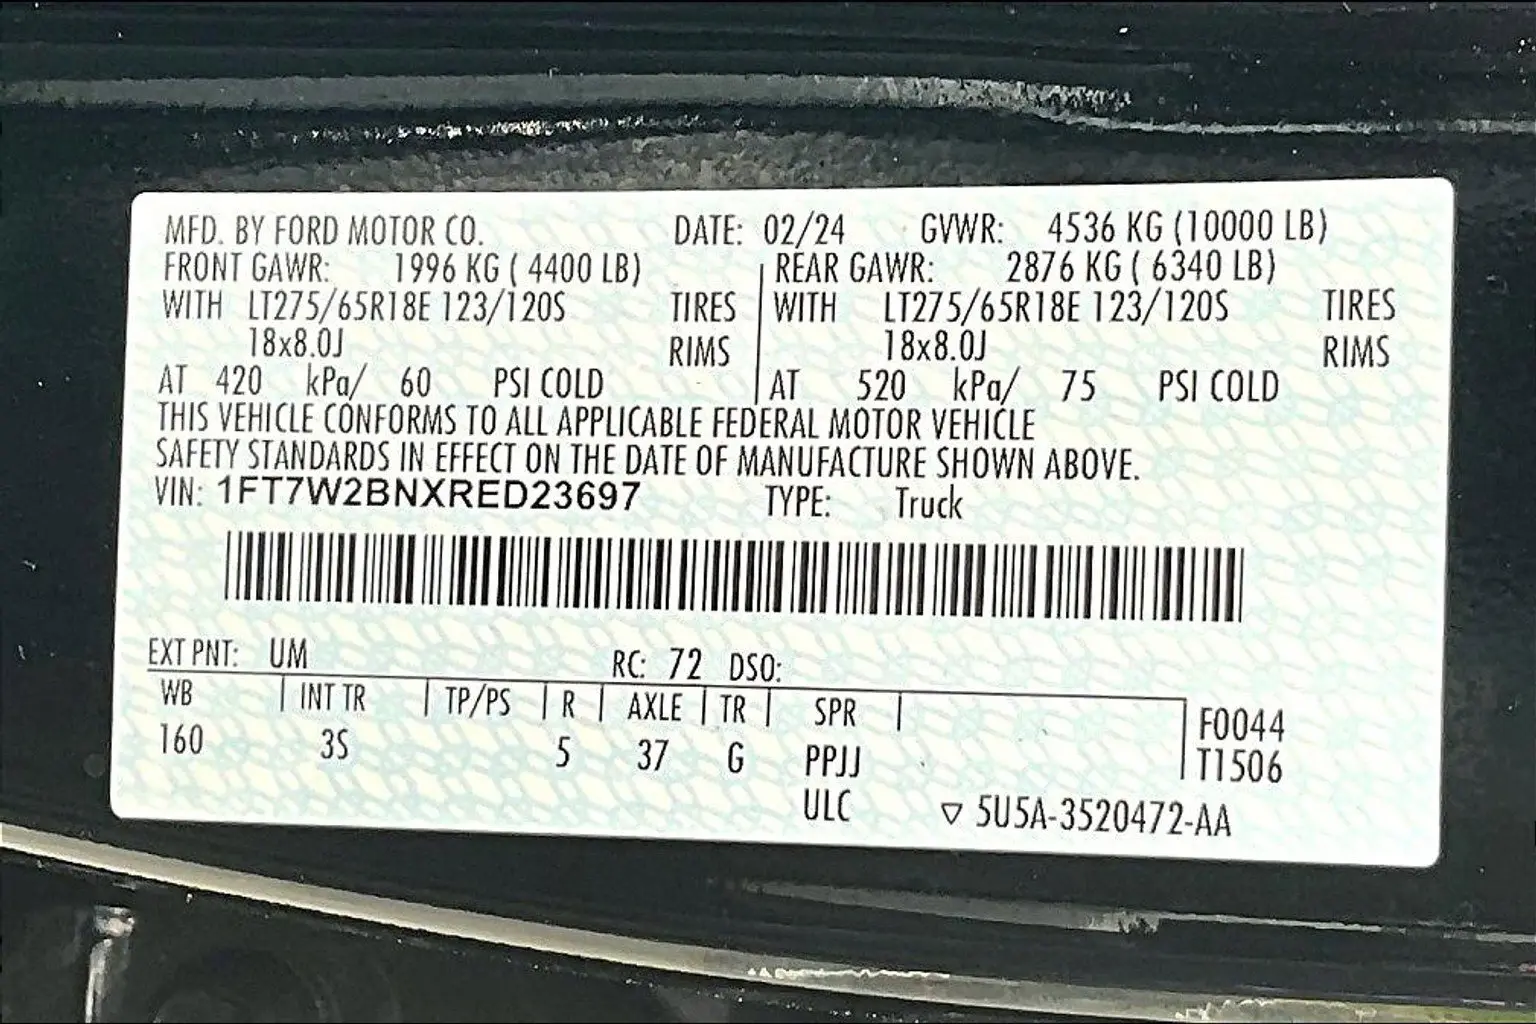 MFD. BY FORD MOTOR CO. DATE: 02/24 GVWR: 4536 KG (10000 LB)
FRONT GAWR: 1996 KG ( 4400 LB) REAR GAWR: 2876 KG ( 6340 LB)
WITH LT275/65R18E 123/120S TIRES WITH LT275/65R18E 123/120S TIRES
18x8.0J RIMS 18x8.0J RIMS
AT 420 kPa/ 60 PSI COLD AT 520 kPa/ 75 PSI COLD
THIS VEHICLE CONFORMS TO ALL APPLICABLE FEDERAL MOTOR VEHICLE
SAFETY STANDARDS IN EFFECT ON THE DATE OF MANUFACTURE SHOWN ABOVE.
VIN: 1FT7W2BNXRED23697 TYPE: Truck
EXT PNT: UM RC: 72 DSO:
WB INT TR TP/PS R AXLE TR SPR F0044
160 3S 5 37 G PPJJ T1506
ULC ▽ 5U5A-3520472-AA